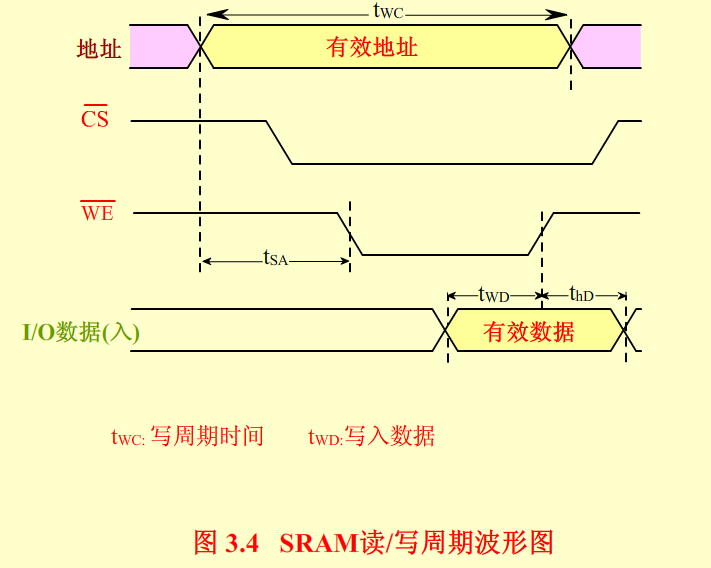 tWC
地址
有效地址
CS
WE
tSA
tWD
thD
I/O数据(入)
有效数据
tWC: 写周期时间 tWD:写入数据
图 3.4 SRAM读/写周期波形图